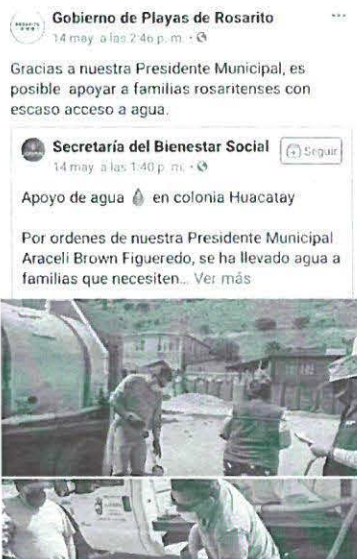 Gobierno de Playas de Rosarito
14 may. a las 2:46 p. m.
Gracias a nuestra Presidente Municipal, es
posible apoyar a familias rosaritenses con
escaso acceso a agua.
Secretaría del Bienestar Social
Seguir
14 may. a las 1:40 p. m.
Apoyo de agua 💧 en colonia Huacatay
Por ordenes de nuestra Presidente Municipal
Araceli Brown Figueredo, se ha llevado agua a
familias que necesiten... Ver más